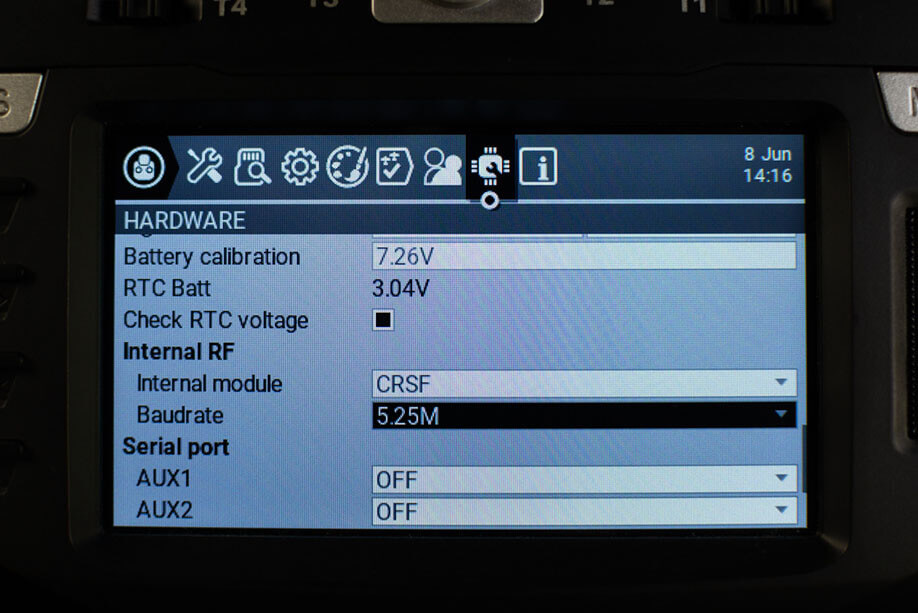 T4
T3
T2
T1
S
8 Jun
14:16
HARDWARE
Battery calibration 7.26V
RTC Batt 3.04V
Check RTC voltage
Internal RF
Internal module CRSF
Baudrate 5.25M
Serial port
AUX1 OFF
AUX2 OFF